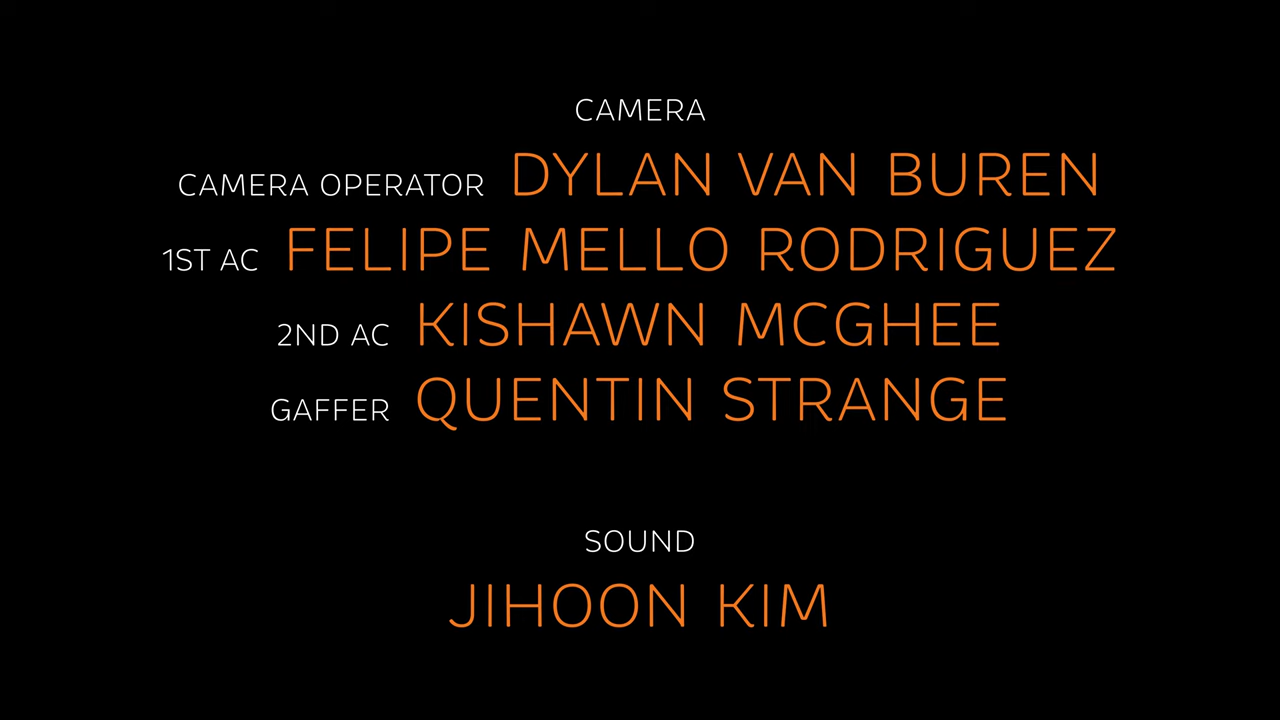 CAMERA
CAMERA OPERATOR DYLAN VAN BUREN
1ST AC FELIPE MELLO RODRIGUEZ
2ND AC KISHAWN MCGHEE
GAFFER QUENTIN STRANGE
SOUND
JIHOON KIM